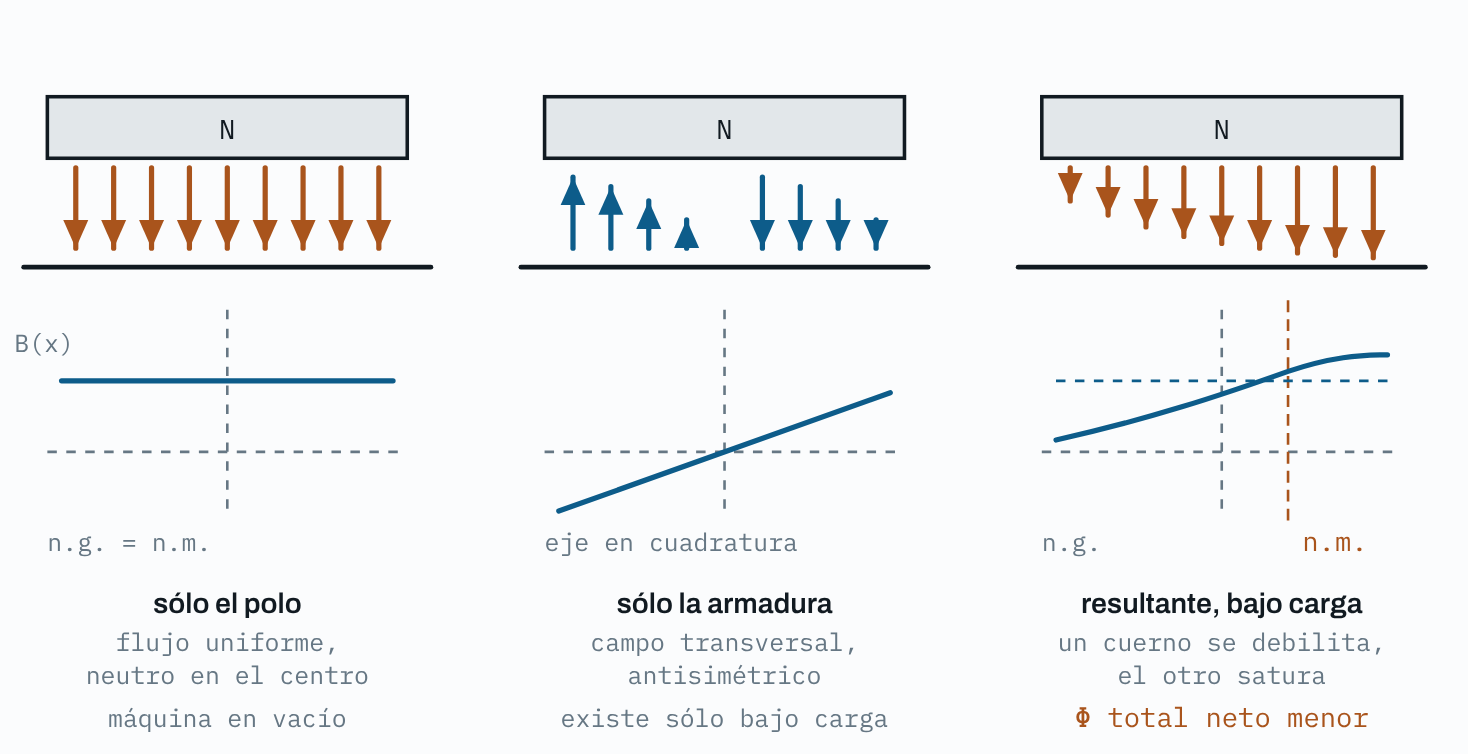 N
N
N
B(x)
n.g. = n.m.
eje en cuadratura
n.g.
n.m.
sólo el polo
flujo uniforme,
neutro en el centro
máquina en vacío
sólo la armadura
campo transversal,
antisimétrico
existe sólo bajo carga
resultante, bajo carga
un cuerno se debilita,
el otro satura
Φ total neto menor